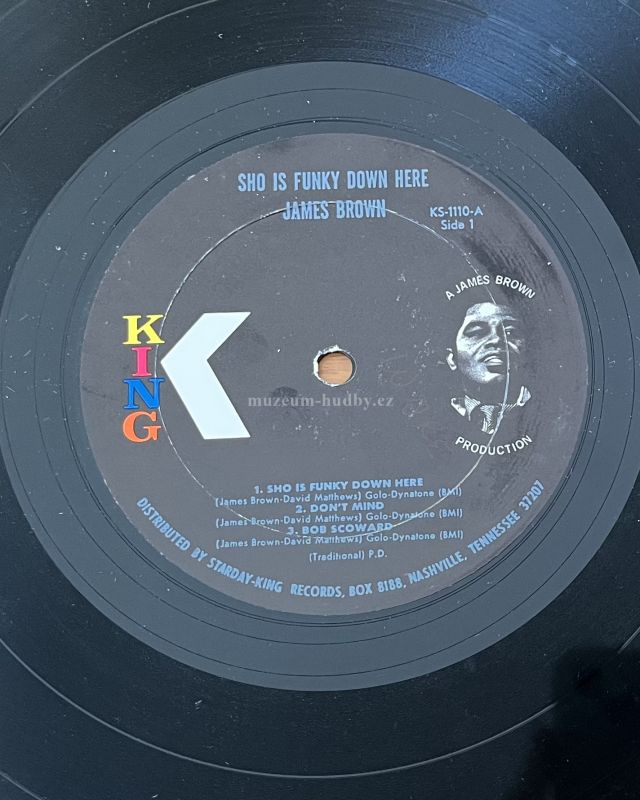 SHO IS FUNKY DOWN HERE
JAMES BROWN
KS-1110-A
Side 1
A JAMES BROWN
PRODUCTION
KING
muzeum-hudby.cz
1. SHO IS FUNKY DOWN HERE
(James Brown-David Matthews) Golo-Dynatone (BMI)
2. DON'T MIND
(James Brown-David Matthews) Golo-Dynatone (BMI)
3. BOB SCOWARD
(James Brown-David Matthews) Golo-Dynatone (BMI)
(Traditional) P.D.
DISTRIBUTED BY STARDAY-KING RECORDS, BOX 8188, NASHVILLE, TENNESSEE 37207